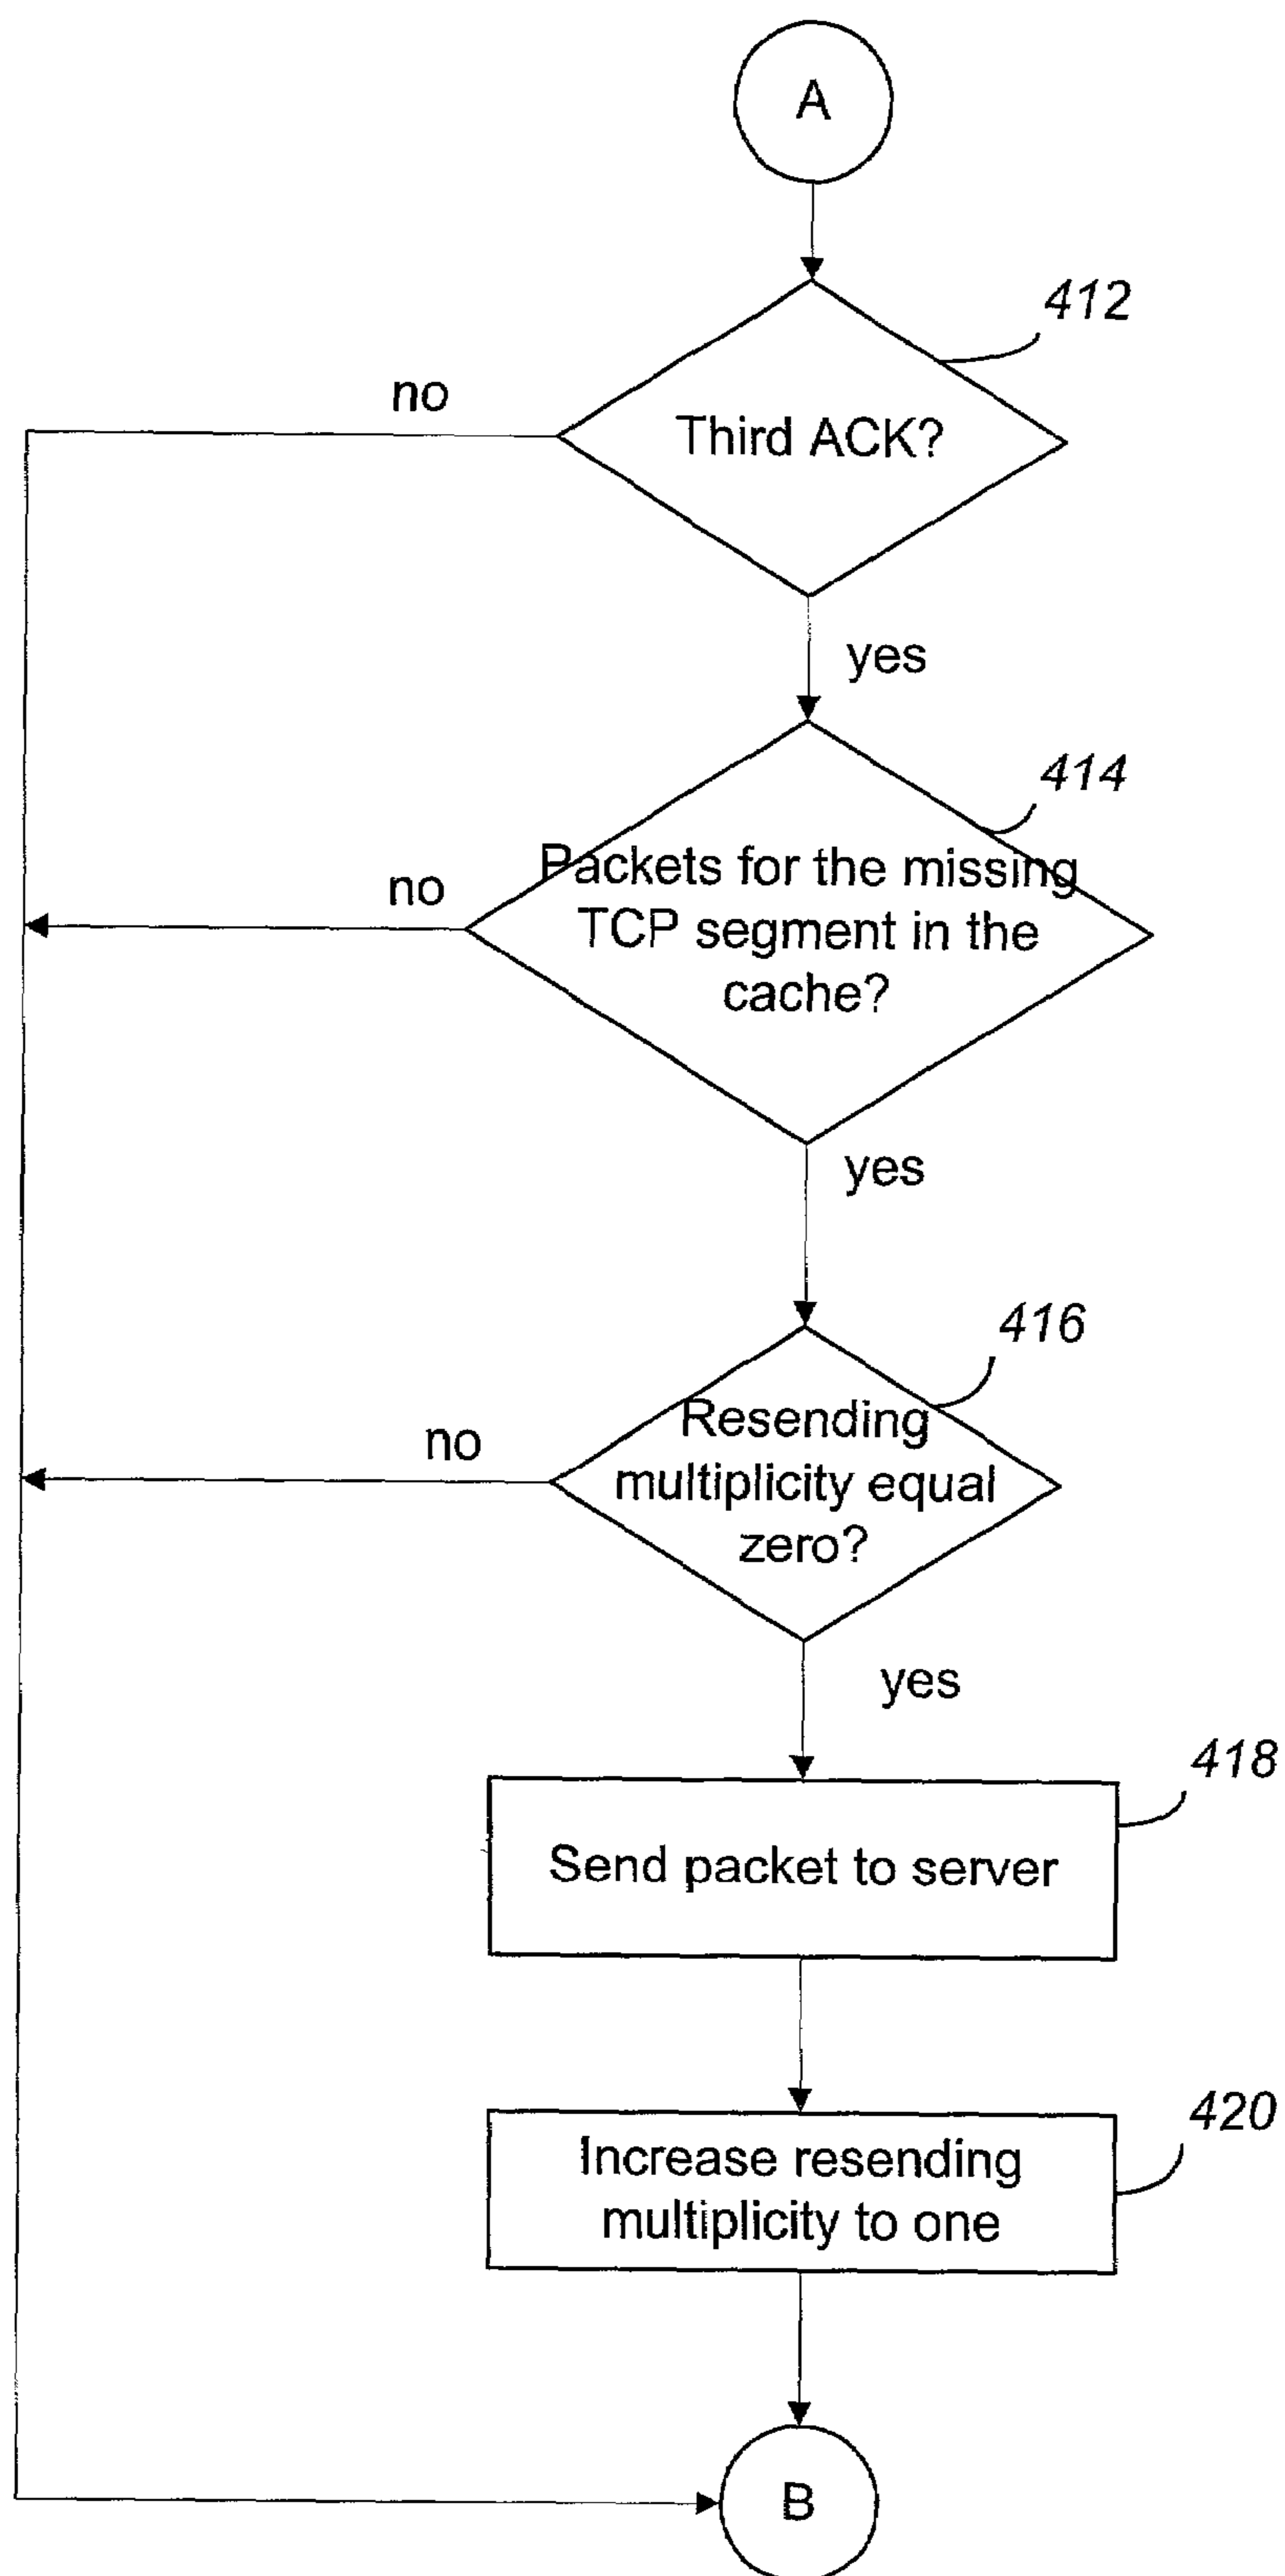 A
412
no
Third ACK?
yes
414
no
Packets for the missing
TCP segment in the
cache?
yes
416
no
Resending
multiplicity equal
zero?
yes
418
Send packet to server
420
Increase resending
multiplicity to one
B